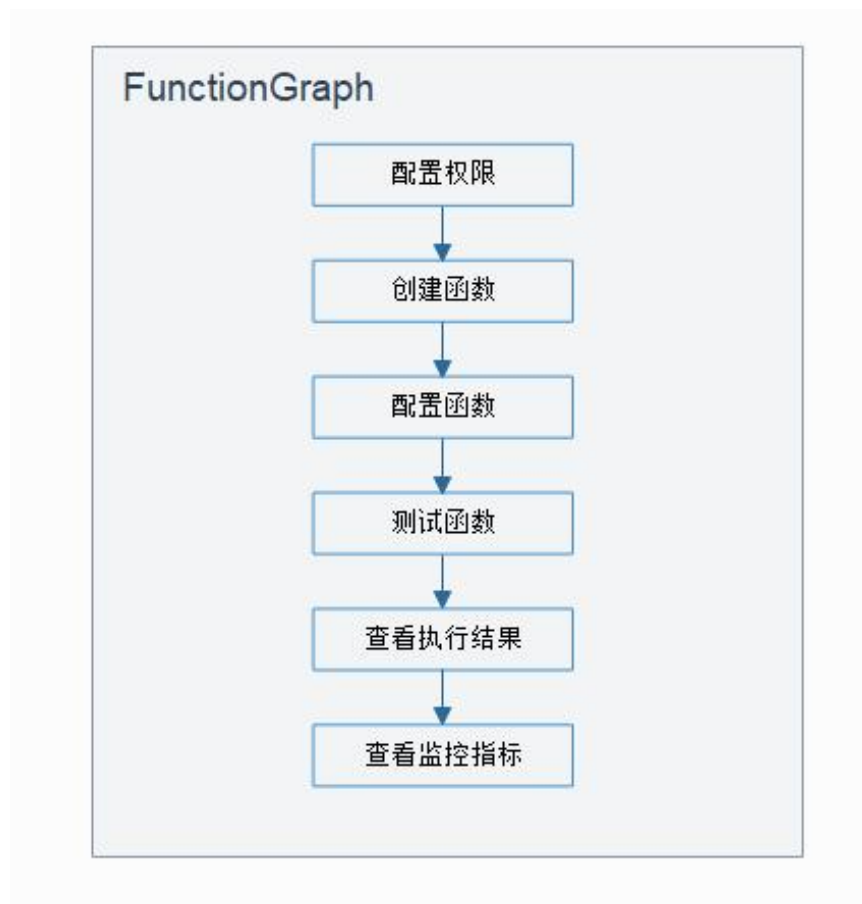 FunctionGraph
配置权限
创建函数
配置函数
测试函数
查看执行结果
查看监控指标